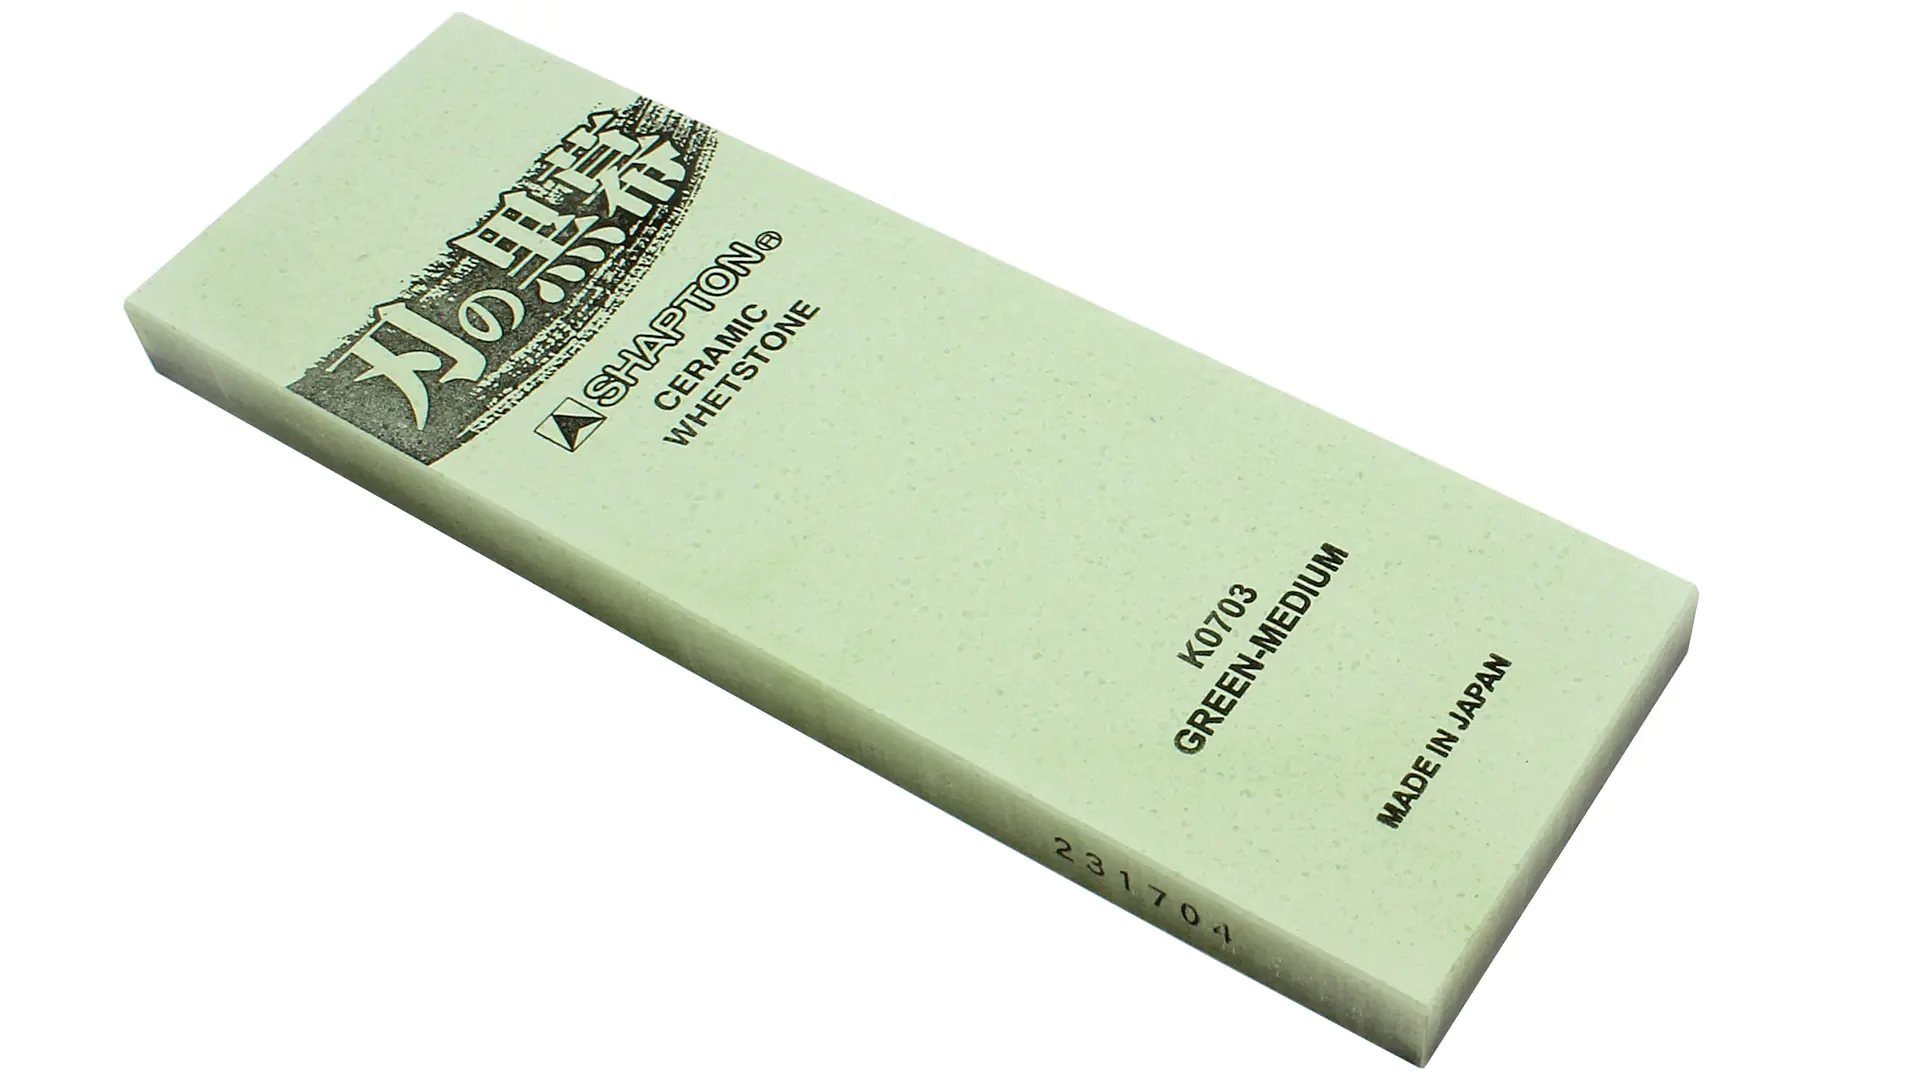 刃の黒幕
SHAPTON®
CERAMIC
WHETSTONE
K0703
GREEN-MEDIUM
MADE IN JAPAN
231704